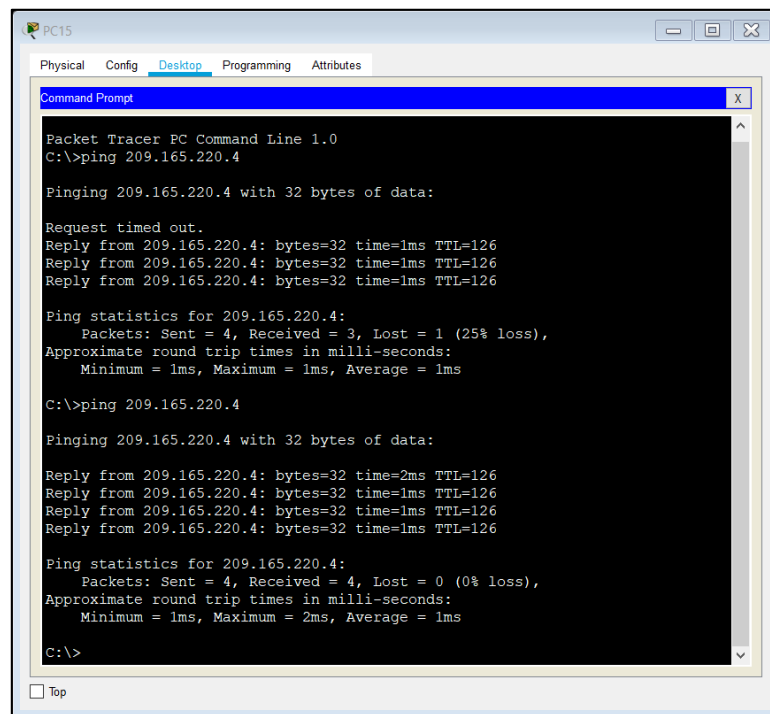 PC15
Physical Config Desktop Programming Attributes
Command Prompt
X
Packet Tracer PC Command Line 1.0
C:\>ping 209.165.220.4
Pinging 209.165.220.4 with 32 bytes of data:
Request timed out.
Reply from 209.165.220.4: bytes=32 time=1ms TTL=126
Reply from 209.165.220.4: bytes=32 time=1ms TTL=126
Reply from 209.165.220.4: bytes=32 time=1ms TTL=126
Ping statistics for 209.165.220.4:
Packets: Sent = 4, Received = 3, Lost = 1 (25% loss),
Approximate round trip times in milli-seconds:
Minimum = 1ms, Maximum = 1ms, Average = 1ms
C:\>ping 209.165.220.4
Pinging 209.165.220.4 with 32 bytes of data:
Reply from 209.165.220.4: bytes=32 time=2ms TTL=126
Reply from 209.165.220.4: bytes=32 time=1ms TTL=126
Reply from 209.165.220.4: bytes=32 time=1ms TTL=126
Reply from 209.165.220.4: bytes=32 time=1ms TTL=126
Ping statistics for 209.165.220.4:
Packets: Sent = 4, Received = 4, Lost = 0 (0% loss),
Approximate round trip times in milli-seconds:
Minimum = 1ms, Maximum = 2ms, Average = 1ms
C:\>
Top